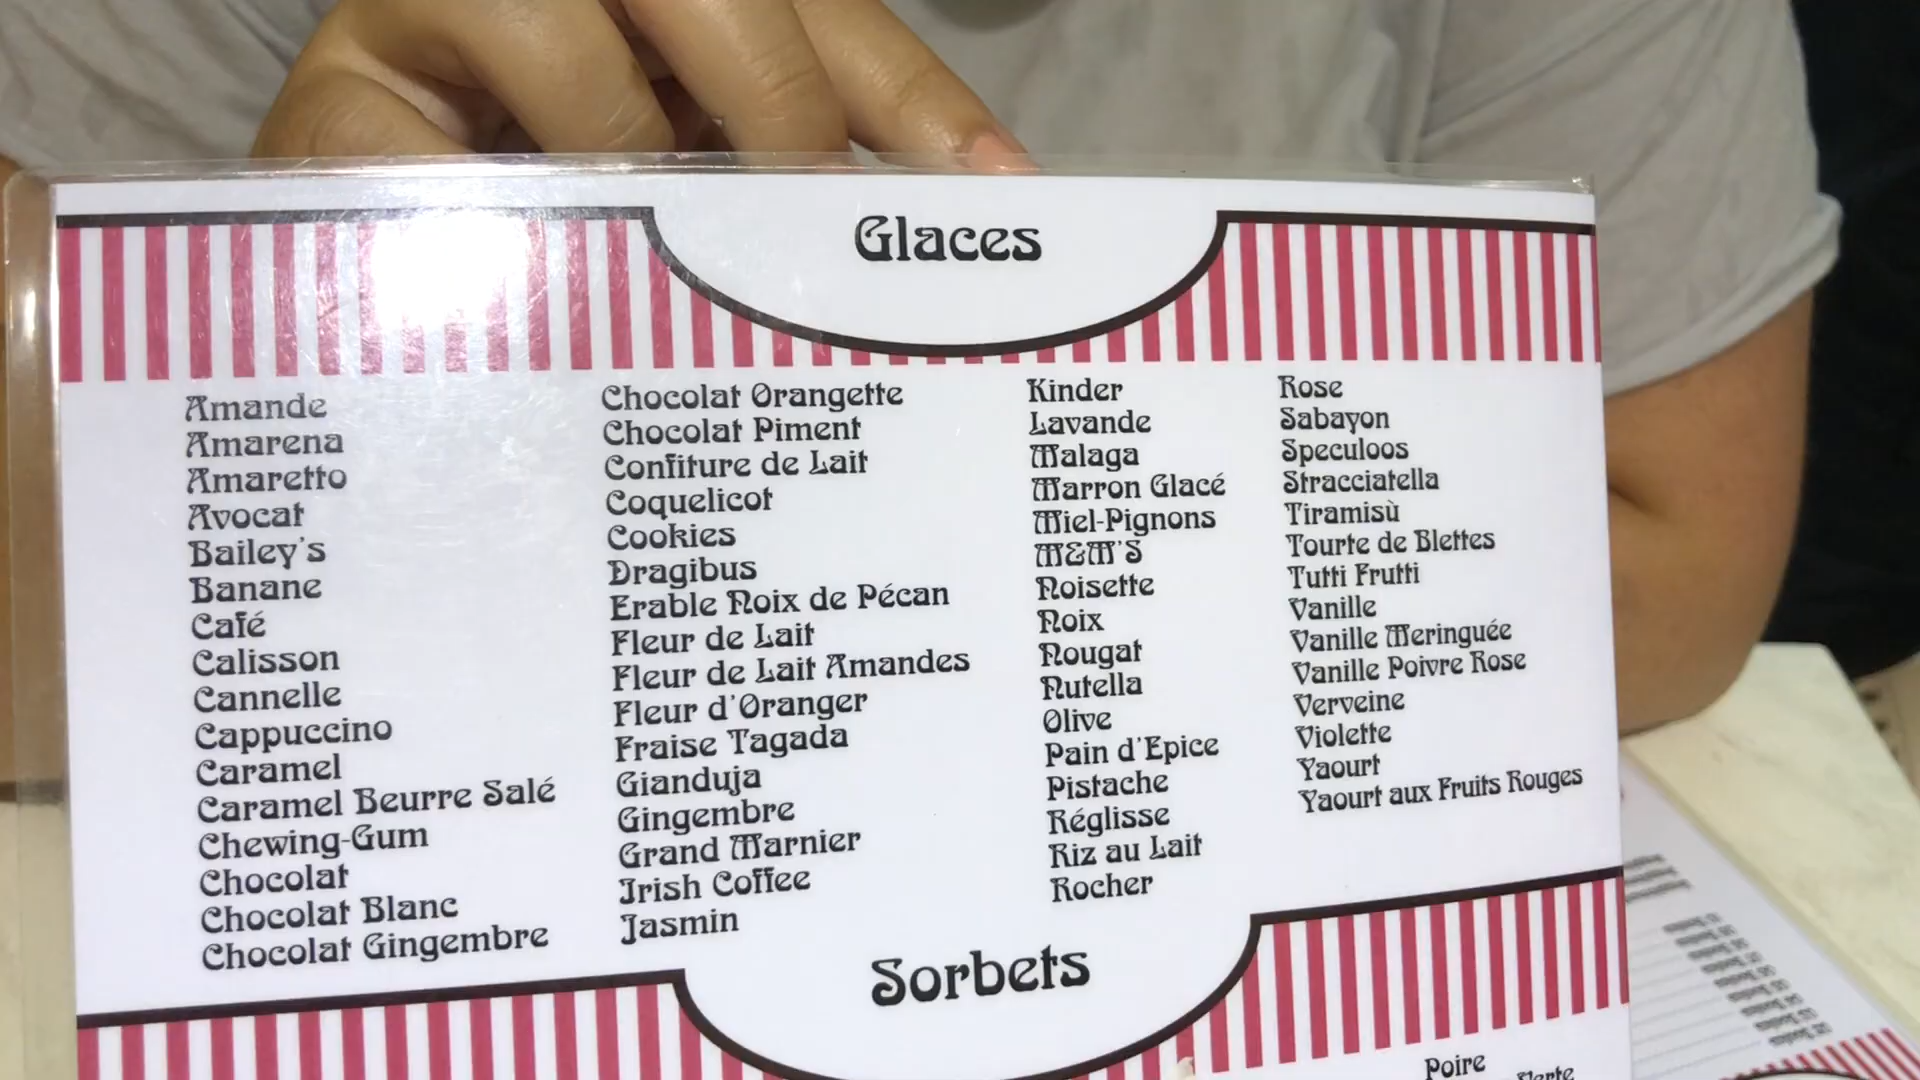 Glaces
Amande
Amarena
Amaretto
Avocat
Bailey's
Banane
Café
Calisson
Cannelle
Cappuccino
Caramel
Caramel Beurre Salé
Chewing-Gum
Chocolat
Chocolat Blanc
Chocolat Gingembre
Chocolat Orangette
Chocolat Piment
Confiture de Lait
Coquelicot
Cookies
Dragibus
Erable Noix de Pécan
Fleur de Lait
Fleur de Lait Amandes
Fleur d'Oranger
Fraise Tagada
Gianduja
Gingembre
Grand Marnier
Irish Coffee
Jasmin
Kinder
Lavande
Malaga
Marron Glacé
Miel-Pignons
M&M'S
Noisette
Noix
Nougat
Nutella
Olive
Pain d'Epice
Pistache
Réglisse
Riz au Lait
Rocher
Rose
Sabayon
Speculoos
Stracciatella
Tiramisù
Tourte de Blettes
Tutti Frutti
Vanille
Vanille Meringuée
Vanille Poivre Rose
Verveine
Violette
Yaourt
Yaourt aux Fruits Rouges
Sorbets
Poire